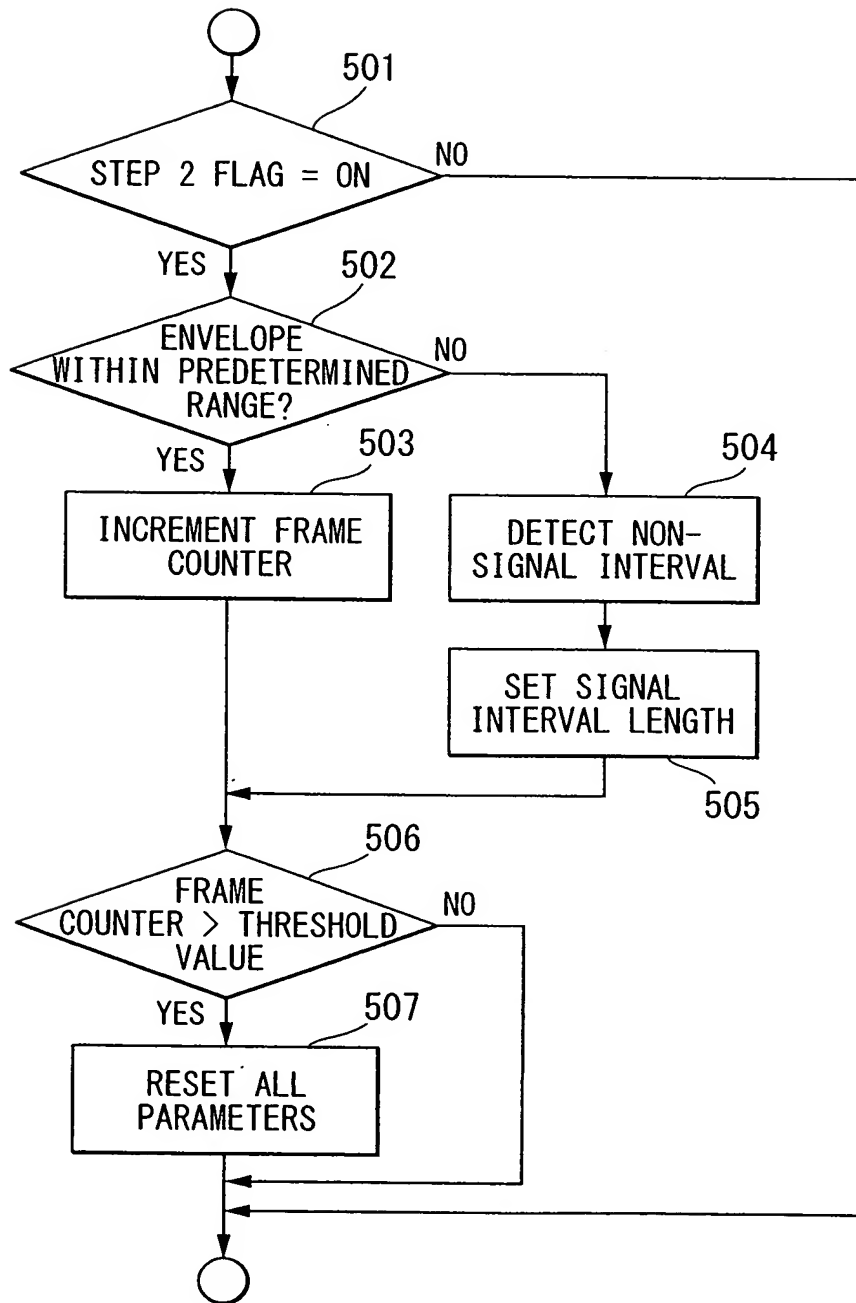 501
STEP 2 FLAG = ON
NO
YES
502
ENVELOPE
WITHIN PREDETERMINED
RANGE?
NO
YES
503
504
INCREMENT FRAME
COUNTER
DETECT NON-
SIGNAL INTERVAL
SET SIGNAL
INTERVAL LENGTH
505
506
FRAME
COUNTER > THRESHOLD
VALUE
NO
YES
507
RESET ALL
PARAMETERS